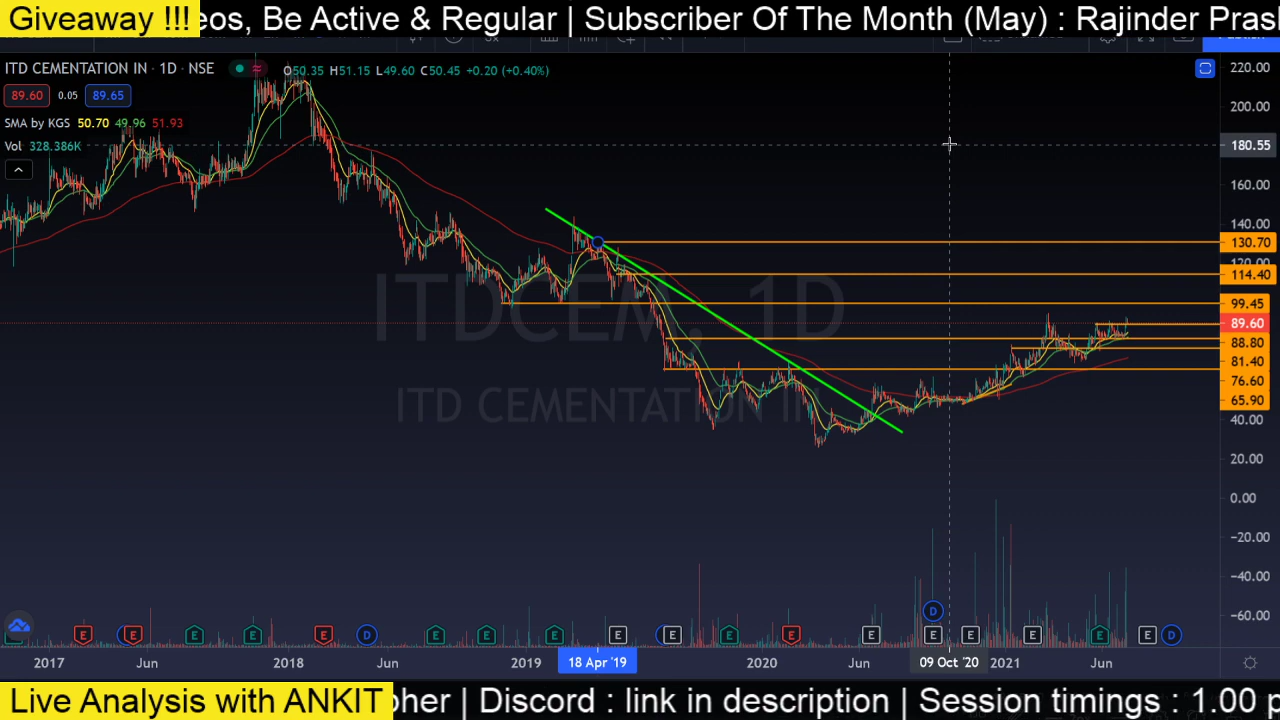 Giveaway !!! eos, Be Active & Regular | Subscriber Of The Month (May) : Rajinder Pras
ITD CEMENTATION IN · 1D · NSE O50.35 H51.15 L49.60 C50.45 +0.20 (+0.40%)
89.60 0.05 89.65
SMA by KGS 50.70 49.96 51.93
Vol 328.386K
220.00
200.00
180.55
160.00
140.00
130.70
120.00
114.40
99.45
89.60
88.80
81.40
76.60
65.90
40.00
20.00
0.00
−20.00
−40.00
−60.00
ITDCEM, 1D
ITD CEMENTATION IN
D
E E E E E D E E E E E E E E E E E E E D
2017 Jun 2018 Jun 2019 18 Apr '19 2020 Jun 09 Oct '20 2021 Jun
Live Analysis with ANKIT pher | Discord : link in description | Session timings : 1.00 p